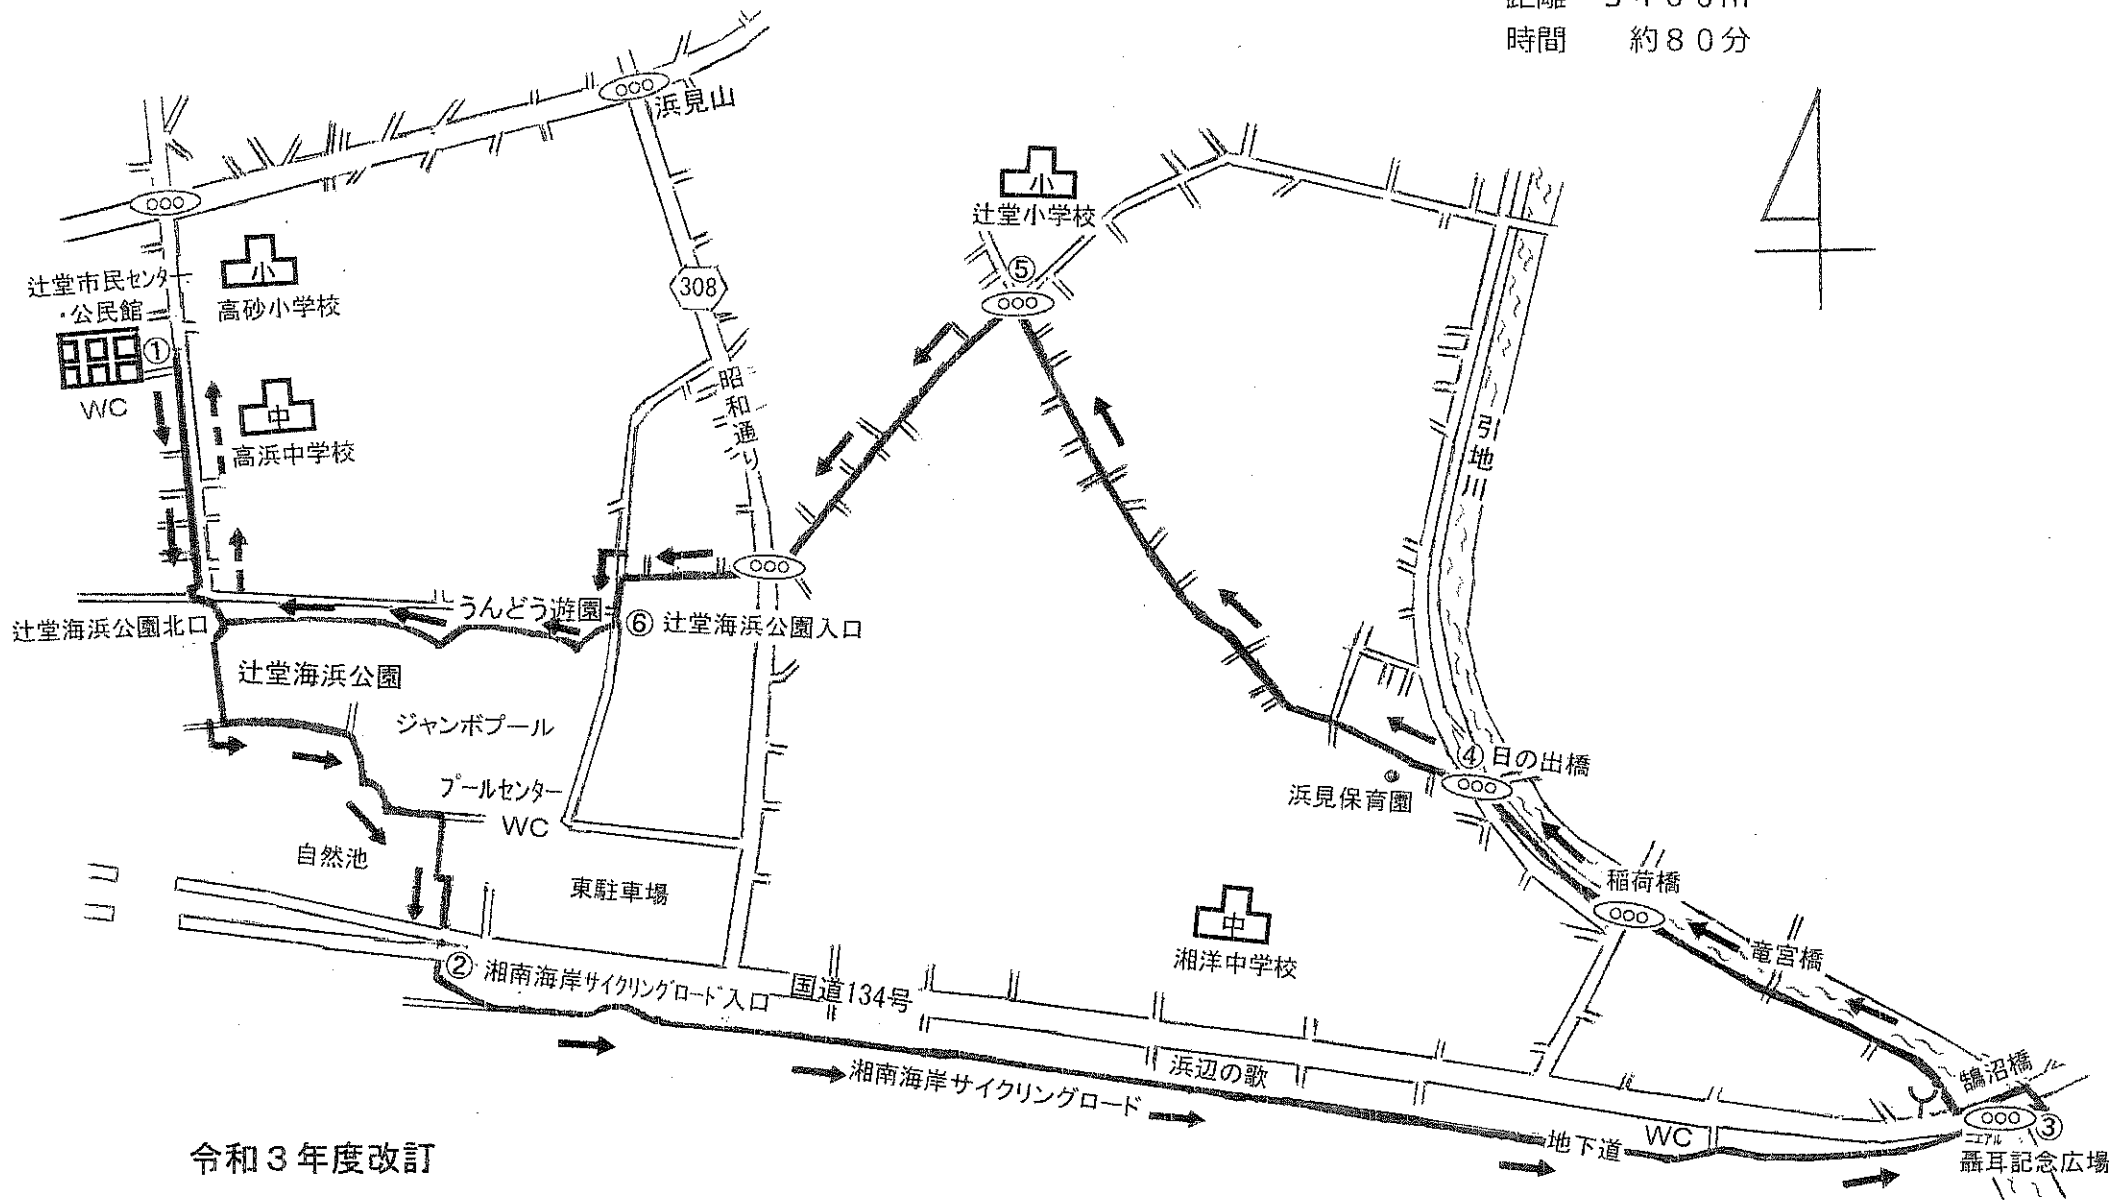 時間 約80分
浜見山
小
辻堂小学校
⑤
辻堂市民センター
・公民館
①
WC
小
高砂小学校
中
高浜中学校
308
昭和通り
引地川
うんどう遊園
⑥ 辻堂海浜公園入口
辻堂海浜公園北口
辻堂海浜公園
ジャンボプール
プールセンター
WC
自然池
東駐車場
④ 日の出橋
浜見保育園
稲荷橋
中
湘洋中学校
竜宮橋
② 湘南海岸サイクリングロード入口
国道134号
浜辺の歌
湘南海岸サイクリングロード
鵠沼橋
③
地下道
WC
ニエアル
聶耳記念広場
令和3年度改訂